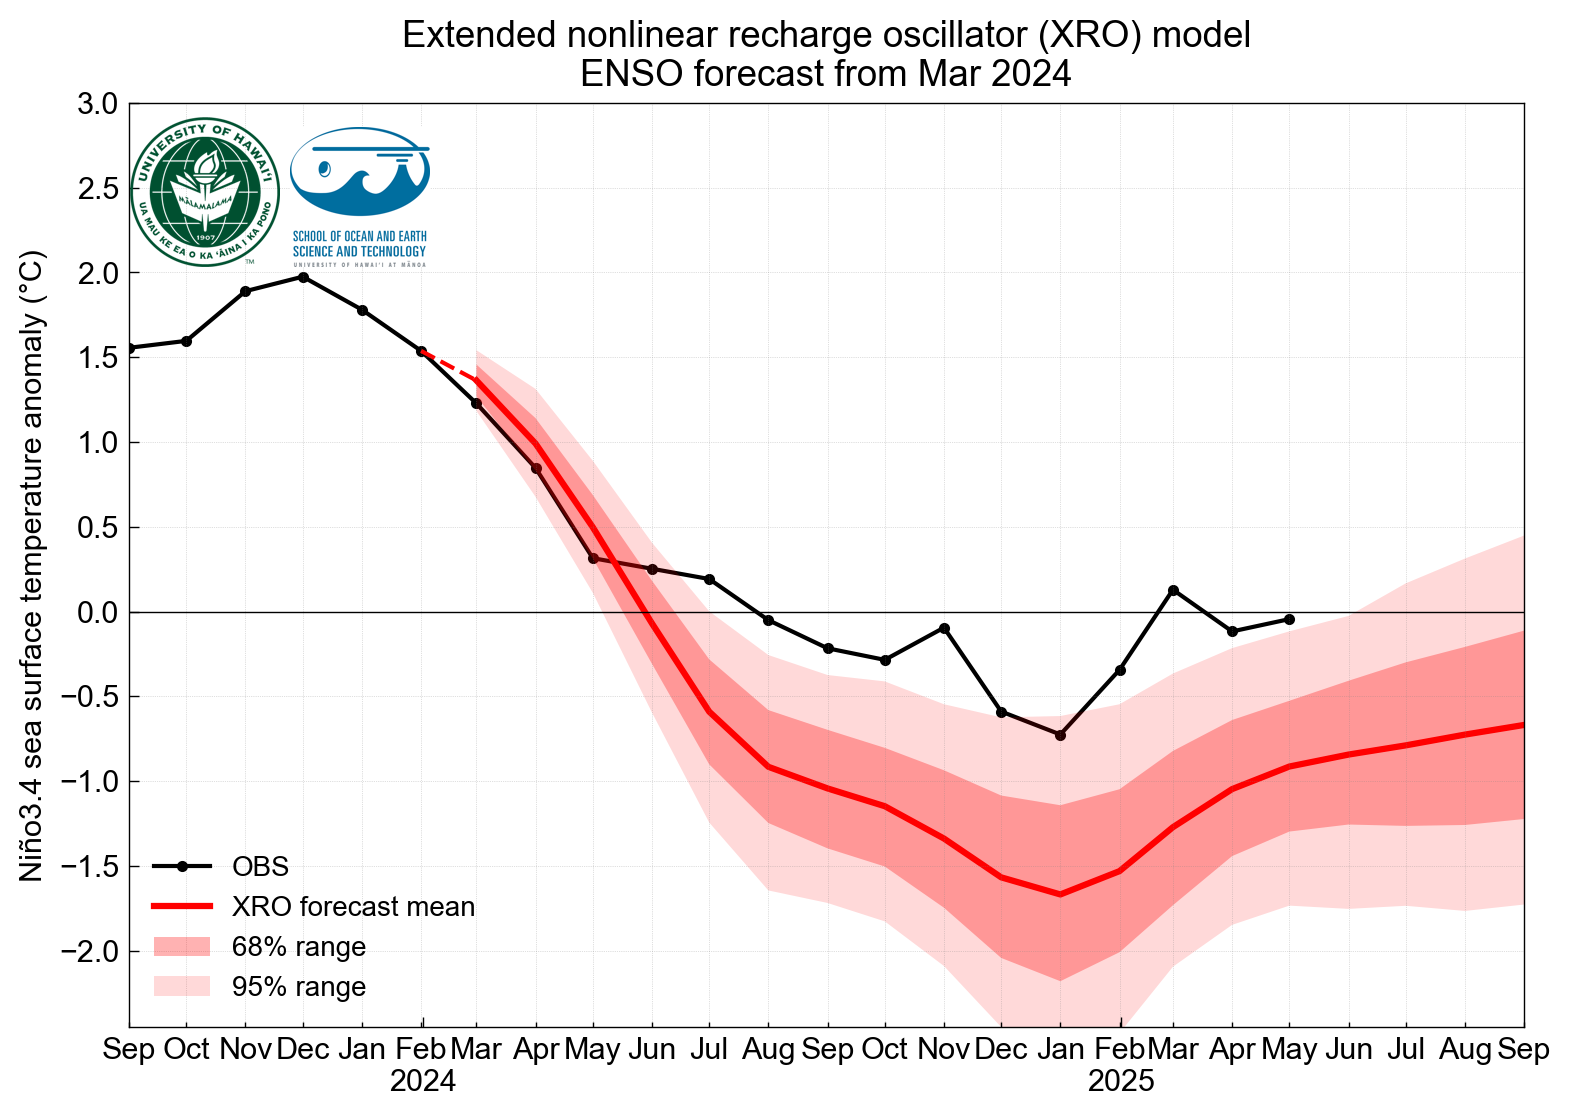 Extended nonlinear recharge oscillator (XRO) model
ENSO forecast from Mar 2024
3.0
2.5
2.0
1.5
1.0
0.5
0.0
−0.5
−1.0
−1.5
−2.0
Niño3.4 sea surface temperature anomaly (°C)
UNIVERSITY OF HAWAI‘I
MĀLAMALAMA
1907
UA MAU KE EA O KA ‘ĀINA I KA PONO
TM
SCHOOL OF OCEAN AND EARTH
SCIENCE AND TECHNOLOGY
UNIVERSITY OF HAWAI‘I AT MĀNOA
OBS
XRO forecast mean
68% range
95% range
Sep Oct Nov Dec Jan Feb Mar Apr May Jun Jul Aug Sep Oct Nov Dec Jan Feb Mar Apr May Jun Jul Aug Sep
2024 2025